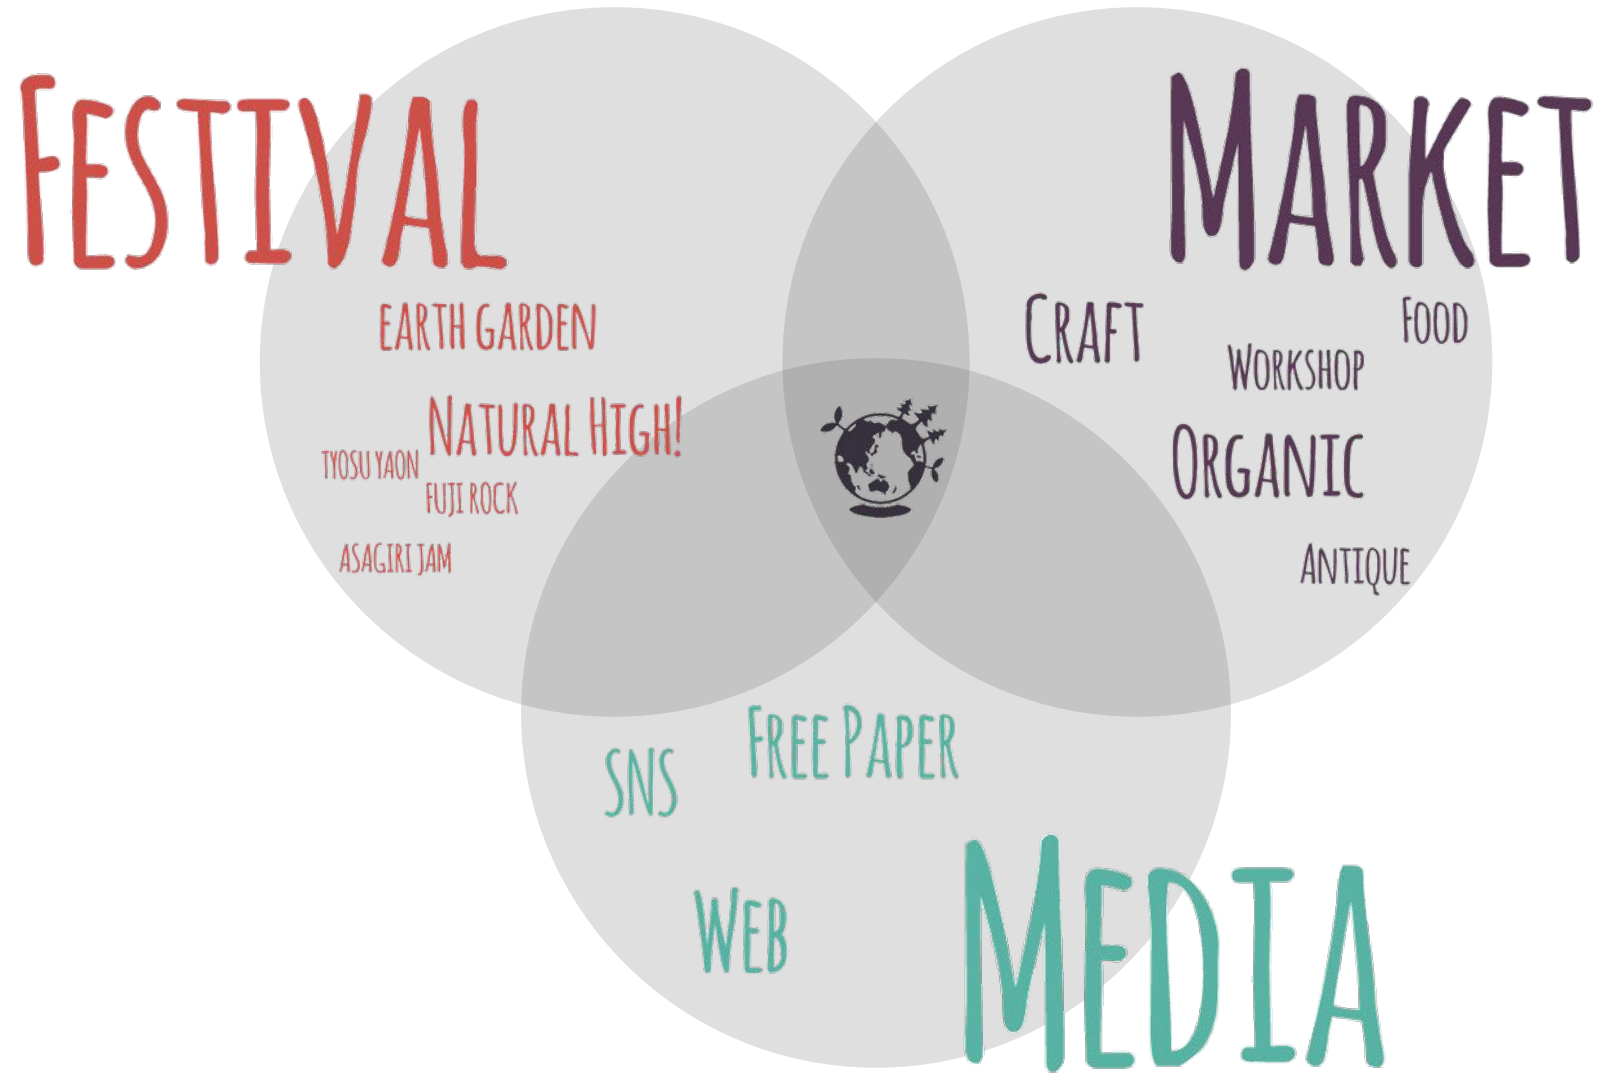 FESTIVAL
EARTH GARDEN
NATURAL HIGH!
TYOSU YAON
FUJI ROCK
ASAGIRI JAM
MARKET
CRAFT
FOOD
WORKSHOP
ORGANIC
ANTIQUE
FREE PAPER
SNS
WEB
MEDIA